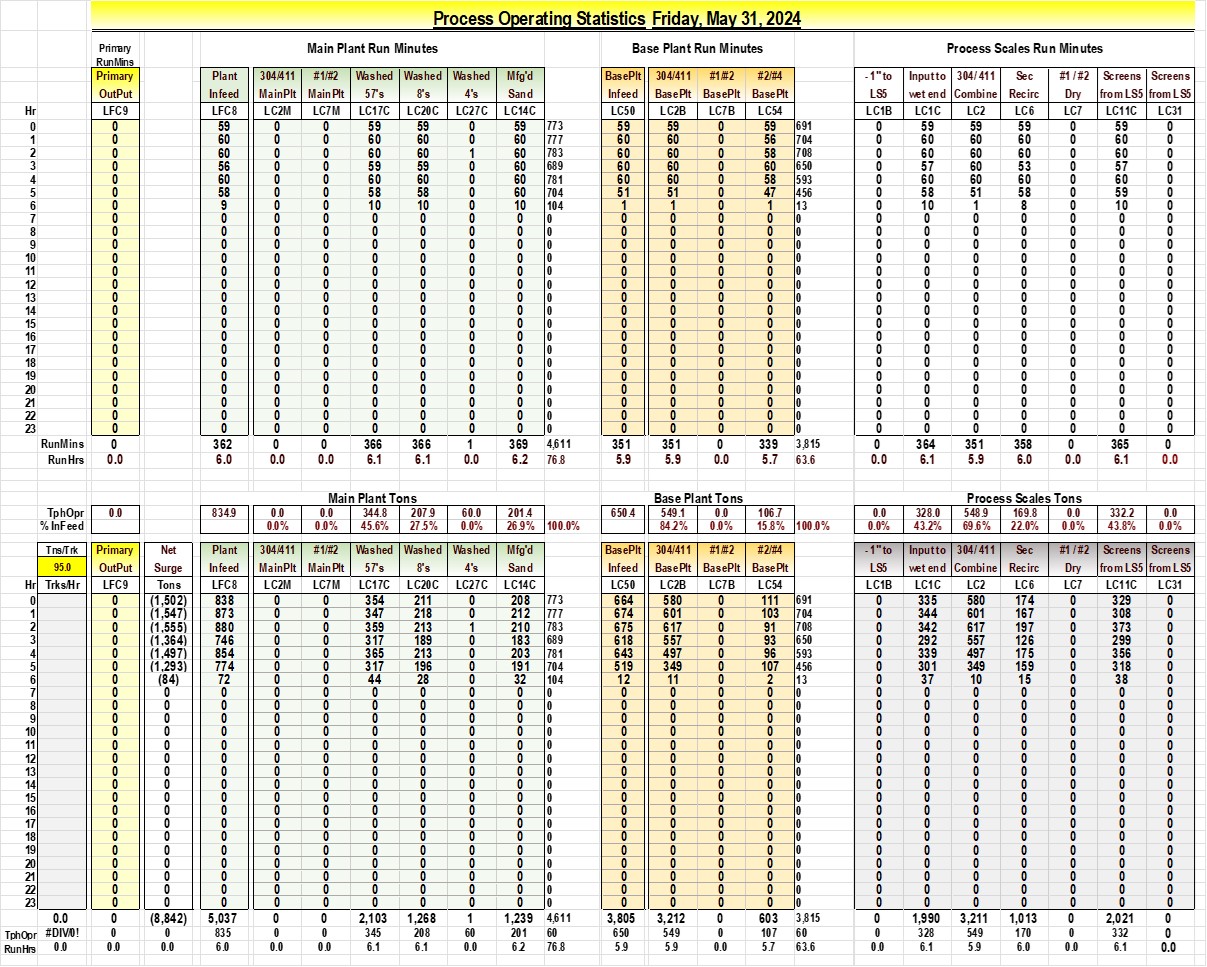 Process Operating Statistics Friday, May 31, 2024
Primary Main Plant Run Minutes Base Plant Run Minutes Process Scales Run Minutes
RunMins
Primary Plant 304/411 #1/#2 Washed Washed Washed Mfg'd BasePlt 304/411 #1/#2 #2/#4 - 1" to Input to 304/ 411 Sec #1 / #2 Screens Screens
OutPut Infeed MainPlt Main Plt 57's 8's 4's Sand Infeed BasePlt BasePlt BasePlt LS5 wet end Combine Recirc Dry from LS5 from LS5
Hr LFC9 LFC8 LC2M LC7M LC17C LC20C LC27C LC14C LC50 LC2B LC7B LC54 LC1B LC1C LC2 LC6 LC7 LC11C LC31
0 0 59 0 0 59 59 0 59 773 59 59 0 59 691 0 59 59 59 0 59 0
1 0 60 0 0 60 60 0 60 777 60 60 0 56 704 0 60 60 60 0 60 0
2 0 60 0 0 60 60 1 60 783 60 60 0 58 708 0 60 60 60 0 60 0
3 0 56 0 0 59 59 0 60 689 60 60 0 60 650 0 57 60 53 0 57 0
4 0 60 0 0 60 60 0 60 781 60 60 0 58 593 0 60 60 60 0 60 0
5 0 58 0 0 58 58 0 60 704 51 51 0 47 456 0 58 51 58 0 59 0
6 0 9 0 0 10 10 0 10 104 1 1 0 1 13 0 10 1 8 0 10 0
7 0 0 0 0 0 0 0 0 0 0 0 0 0 0 0 0 0 0 0 0 0
8 0 0 0 0 0 0 0 0 0 0 0 0 0 0 0 0 0 0 0 0 0
9 0 0 0 0 0 0 0 0 0 0 0 0 0 0 0 0 0 0 0 0 0
10 0 0 0 0 0 0 0 0 0 0 0 0 0 0 0 0 0 0 0 0 0
11 0 0 0 0 0 0 0 0 0 0 0 0 0 0 0 0 0 0 0 0 0
12 0 0 0 0 0 0 0 0 0 0 0 0 0 0 0 0 0 0 0 0 0
13 0 0 0 0 0 0 0 0 0 0 0 0 0 0 0 0 0 0 0 0 0
14 0 0 0 0 0 0 0 0 0 0 0 0 0 0 0 0 0 0 0 0 0
15 0 0 0 0 0 0 0 0 0 0 0 0 0 0 0 0 0 0 0 0 0
16 0 0 0 0 0 0 0 0 0 0 0 0 0 0 0 0 0 0 0 0 0
17 0 0 0 0 0 0 0 0 0 0 0 0 0 0 0 0 0 0 0 0 0
18 0 0 0 0 0 0 0 0 0 0 0 0 0 0 0 0 0 0 0 0 0
19 0 0 0 0 0 0 0 0 0 0 0 0 0 0 0 0 0 0 0 0 0
20 0 0 0 0 0 0 0 0 0 0 0 0 0 0 0 0 0 0 0 0 0
21 0 0 0 0 0 0 0 0 0 0 0 0 0 0 0 0 0 0 0 0 0
22 0 0 0 0 0 0 0 0 0 0 0 0 0 0 0 0 0 0 0 0 0
23 0 0 0 0 0 0 0 0 0 0 0 0 0 0 0 0 0 0 0 0 0
RunMins 0 362 0 0 366 366 1 369 4,611 351 351 0 339 3,815 0 364 351 358 0 365 0
Run Hrs 0.0 6.0 0.0 0.0 6.1 6.1 0.0 6.2 76.8 5.9 5.9 0.0 5.7 63.6 0.0 6.1 5.9 6.0 0.0 6.1 0.0
Main Plant Tons Base Plant Tons Process Scales Tons
TphOpr 0.0 834.9 0.0 0.0 344.8 207.9 60.0 201.4 650.4 549.1 0.0 106.7 0.0 328.0 548.9 169.8 0.0 332.2 0.0
% InFeed 0.0% 0.0% 45.6% 27.5% 0.0% 26.9% 100.0% 84.2% 0.0% 15.8% 100.0% 0.0% 43.2% 69.6% 22.0% 0.0% 43.8% 0.0%
Tns/Trk Primary Net Plant 304/411 #1/#2 Washed Washed Washed Mfg'd BasePlt 304/411 #1/#2 #2/#4 - 1" to Input to 304/ 411 Sec #1 / #2 Screens Screens
95.0 OutPut Surge Infeed MainPlt Main Plt 57's 8's 4's Sand Infeed BasePlt BasePlt BasePlt LS5 wet end Combine Recirc Dry from LS5 from LS5
Hr Trks/Hr LFC9 Tons LFC8 LC2M LC7M LC17C LC20C LC27C LC14C LC50 LC2B LC7B LC54 LC1B LC1C LC2 LC6 LC7 LC11C LC31
0 0 (1,502) 838 0 0 354 211 0 208 773 664 580 0 111 691 0 335 580 174 0 329 0
1 0 (1,547) 873 0 0 347 218 0 212 777 674 601 0 103 704 0 344 601 167 0 308 0
2 0 (1,555) 880 0 0 359 213 1 210 783 675 617 0 91 708 0 342 617 197 0 373 0
3 0 (1,364) 746 0 0 317 189 0 183 689 618 557 0 93 650 0 292 557 126 0 299 0
4 0 (1,497) 854 0 0 365 213 0 203 781 643 497 0 96 593 0 339 497 175 0 356 0
5 0 (1,293) 774 0 0 317 196 0 191 704 519 349 0 107 456 0 301 349 159 0 318 0
6 0 (84) 72 0 0 44 28 0 32 104 12 11 0 2 13 0 37 10 15 0 38 0
7 0 0 0 0 0 0 0 0 0 0 0 0 0 0 0 0 0 0 0 0 0 0
8 0 0 0 0 0 0 0 0 0 0 0 0 0 0 0 0 0 0 0 0 0 0
9 0 0 0 0 0 0 0 0 0 0 0 0 0 0 0 0 0 0 0 0 0 0
10 0 0 0 0 0 0 0 0 0 0 0 0 0 0 0 0 0 0 0 0 0 0
11 0 0 0 0 0 0 0 0 0 0 0 0 0 0 0 0 0 0 0 0 0 0
12 0 0 0 0 0 0 0 0 0 0 0 0 0 0 0 0 0 0 0 0 0 0
13 0 0 0 0 0 0 0 0 0 0 0 0 0 0 0 0 0 0 0 0 0 0
14 0 0 0 0 0 0 0 0 0 0 0 0 0 0 0 0 0 0 0 0 0 0
15 0 0 0 0 0 0 0 0 0 0 0 0 0 0 0 0 0 0 0 0 0 0
16 0 0 0 0 0 0 0 0 0 0 0 0 0 0 0 0 0 0 0 0 0 0
17 0 0 0 0 0 0 0 0 0 0 0 0 0 0 0 0 0 0 0 0 0 0
18 0 0 0 0 0 0 0 0 0 0 0 0 0 0 0 0 0 0 0 0 0 0
19 0 0 0 0 0 0 0 0 0 0 0 0 0 0 0 0 0 0 0 0 0 0
20 0 0 0 0 0 0 0 0 0 0 0 0 0 0 0 0 0 0 0 0 0 0
21 0 0 0 0 0 0 0 0 0 0 0 0 0 0 0 0 0 0 0 0 0 0
22 0 0 0 0 0 0 0 0 0 0 0 0 0 0 0 0 0 0 0 0 0 0
23 0 0 0 0 0 0 0 0 0 0 0 0 0 0 0 0 0 0 0 0 0 0
0.0 0 (8,842) 5,037 0 0 2,103 1,268 1 1,239 4,611 3,805 3,212 0 603 3,815 0 1,990 3,211 1,013 0 2,021 0
TphOpr #DIV/0! 0 0 835 0 0 345 208 60 201 60 650 549 0 107 60 0 328 549 170 0 332 0
RunHrs 0.0 0.0 0.0 6.0 0.0 0.0 6.1 6.1 0.0 6.2 76.8 5.9 5.9 0.0 5.7 63.6 0.0 6.1 5.9 6.0 0.0 6.1 0.0